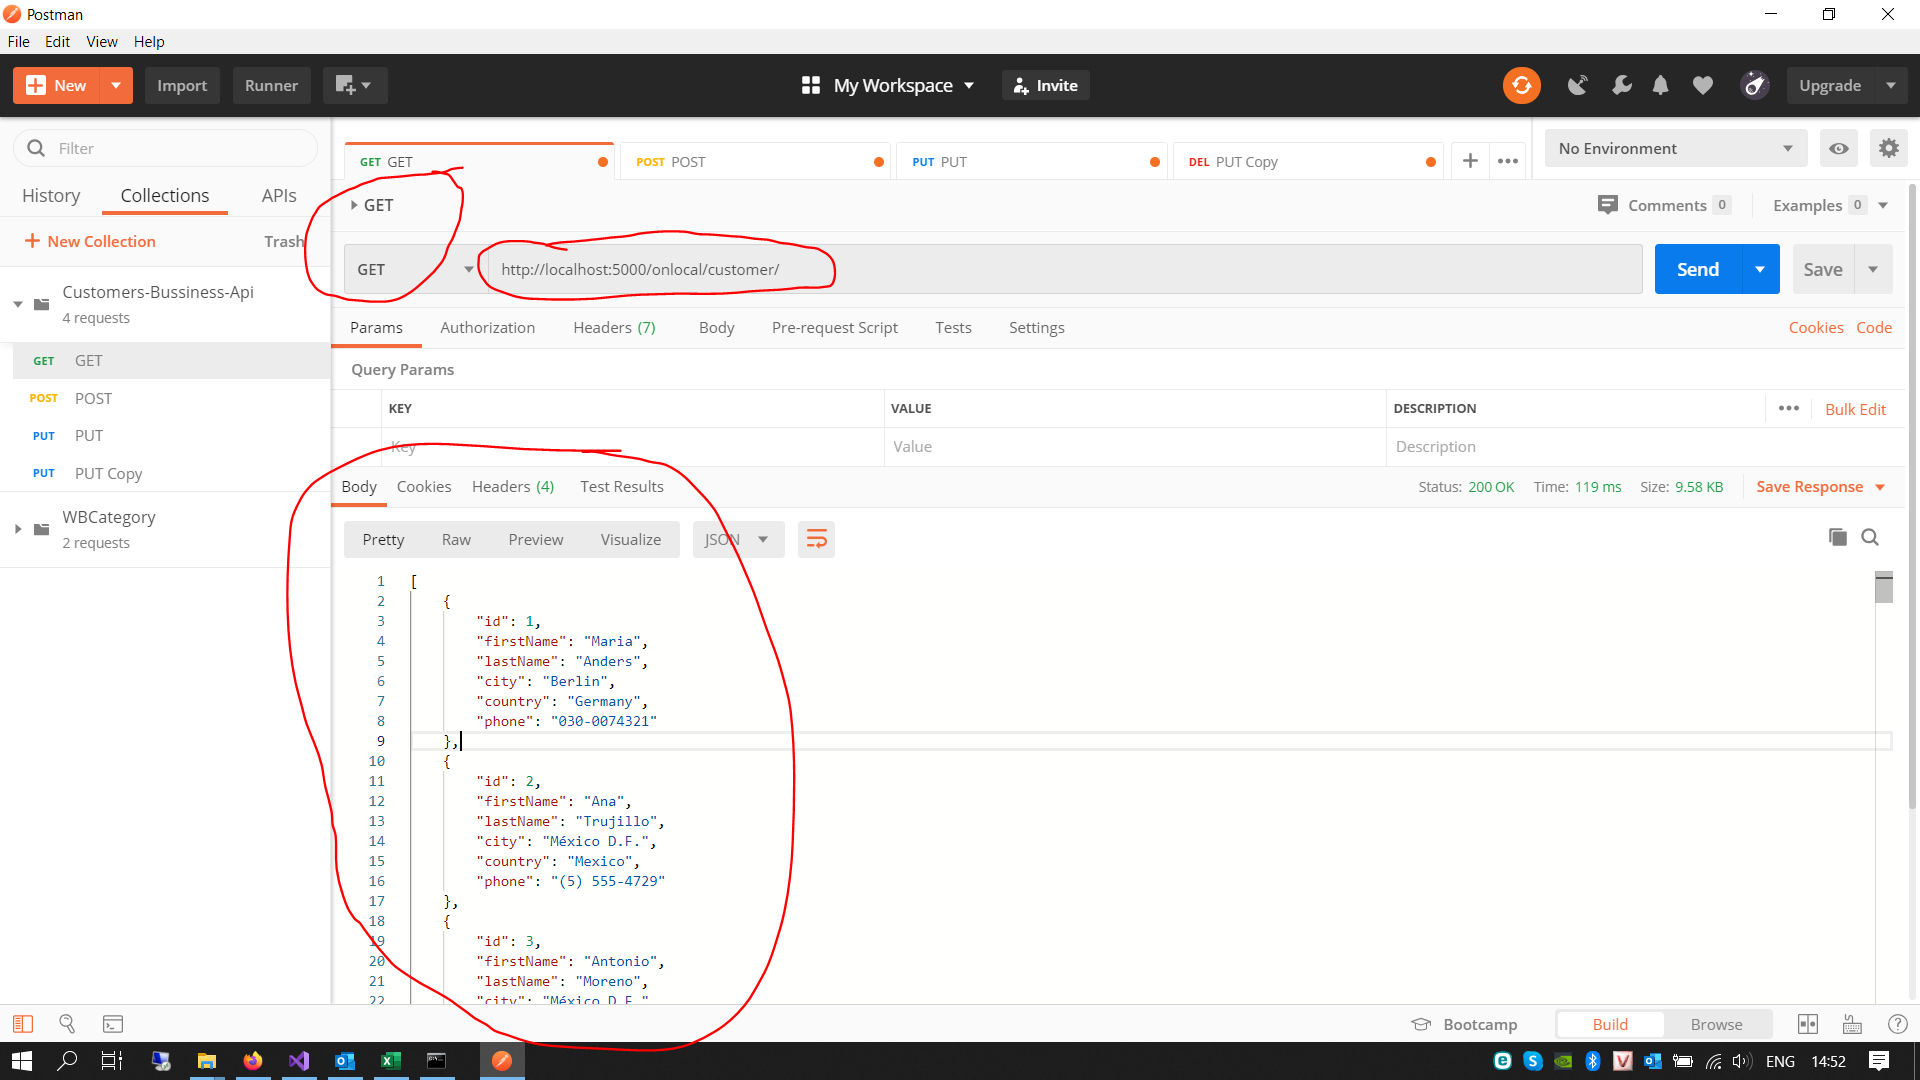 Postman
File Edit View Help
New Import Runner My Workspace Invite Upgrade
Filter
History Collections APIs
New Collection Trash
Customers-Bussiness-Api
4 requests
GET GET
POST POST
PUT PUT
PUT PUT Copy
WBCategory
2 requests
GET GET POST POST PUT PUT DEL PUT Copy No Environment
GET Comments 0 Examples 0
GET http://localhost:5000/onlocal/customer/ Send Save
Params Authorization Headers (7) Body Pre-request Script Tests Settings Cookies Code
Query Params
KEY VALUE DESCRIPTION Bulk Edit
Key Value Description
Body Cookies Headers (4) Test Results Status: 200 OK Time: 119 ms Size: 9.58 KB Save Response
Pretty Raw Preview Visualize JSON
1 [
2 {
3 "id": 1,
4 "firstName": "Maria",
5 "lastName": "Anders",
6 "city": "Berlin",
7 "country": "Germany",
8 "phone": "030-0074321"
9 },
10 {
11 "id": 2,
12 "firstName": "Ana",
13 "lastName": "Trujillo",
14 "city": "México D.F.",
15 "country": "Mexico",
16 "phone": "(5) 555-4729"
17 },
18 {
19 "id": 3,
20 "firstName": "Antonio",
21 "lastName": "Moreno",
22 "city": "México D.F."
Bootcamp Build Browse
ENG 14:52